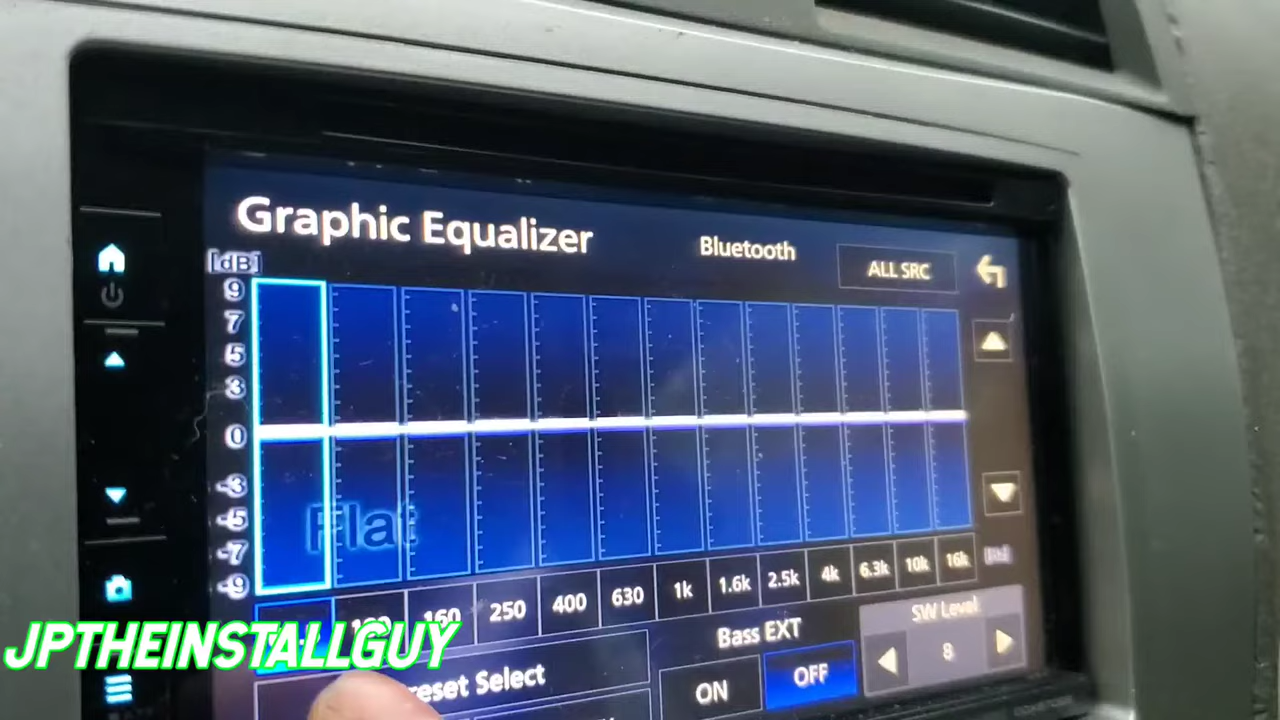 Graphic Equalizer
Bluetooth
ALL SRC
[dB]
9
7
5
3
0
-3
-5
-7
-9
Flat
160 250 400 630 1k 1.6k 2.5k 4k 6.3k 10k 16k
SW Level
8
Bass EXT
ON OFF
Select
JPTHEINSTALLGUY